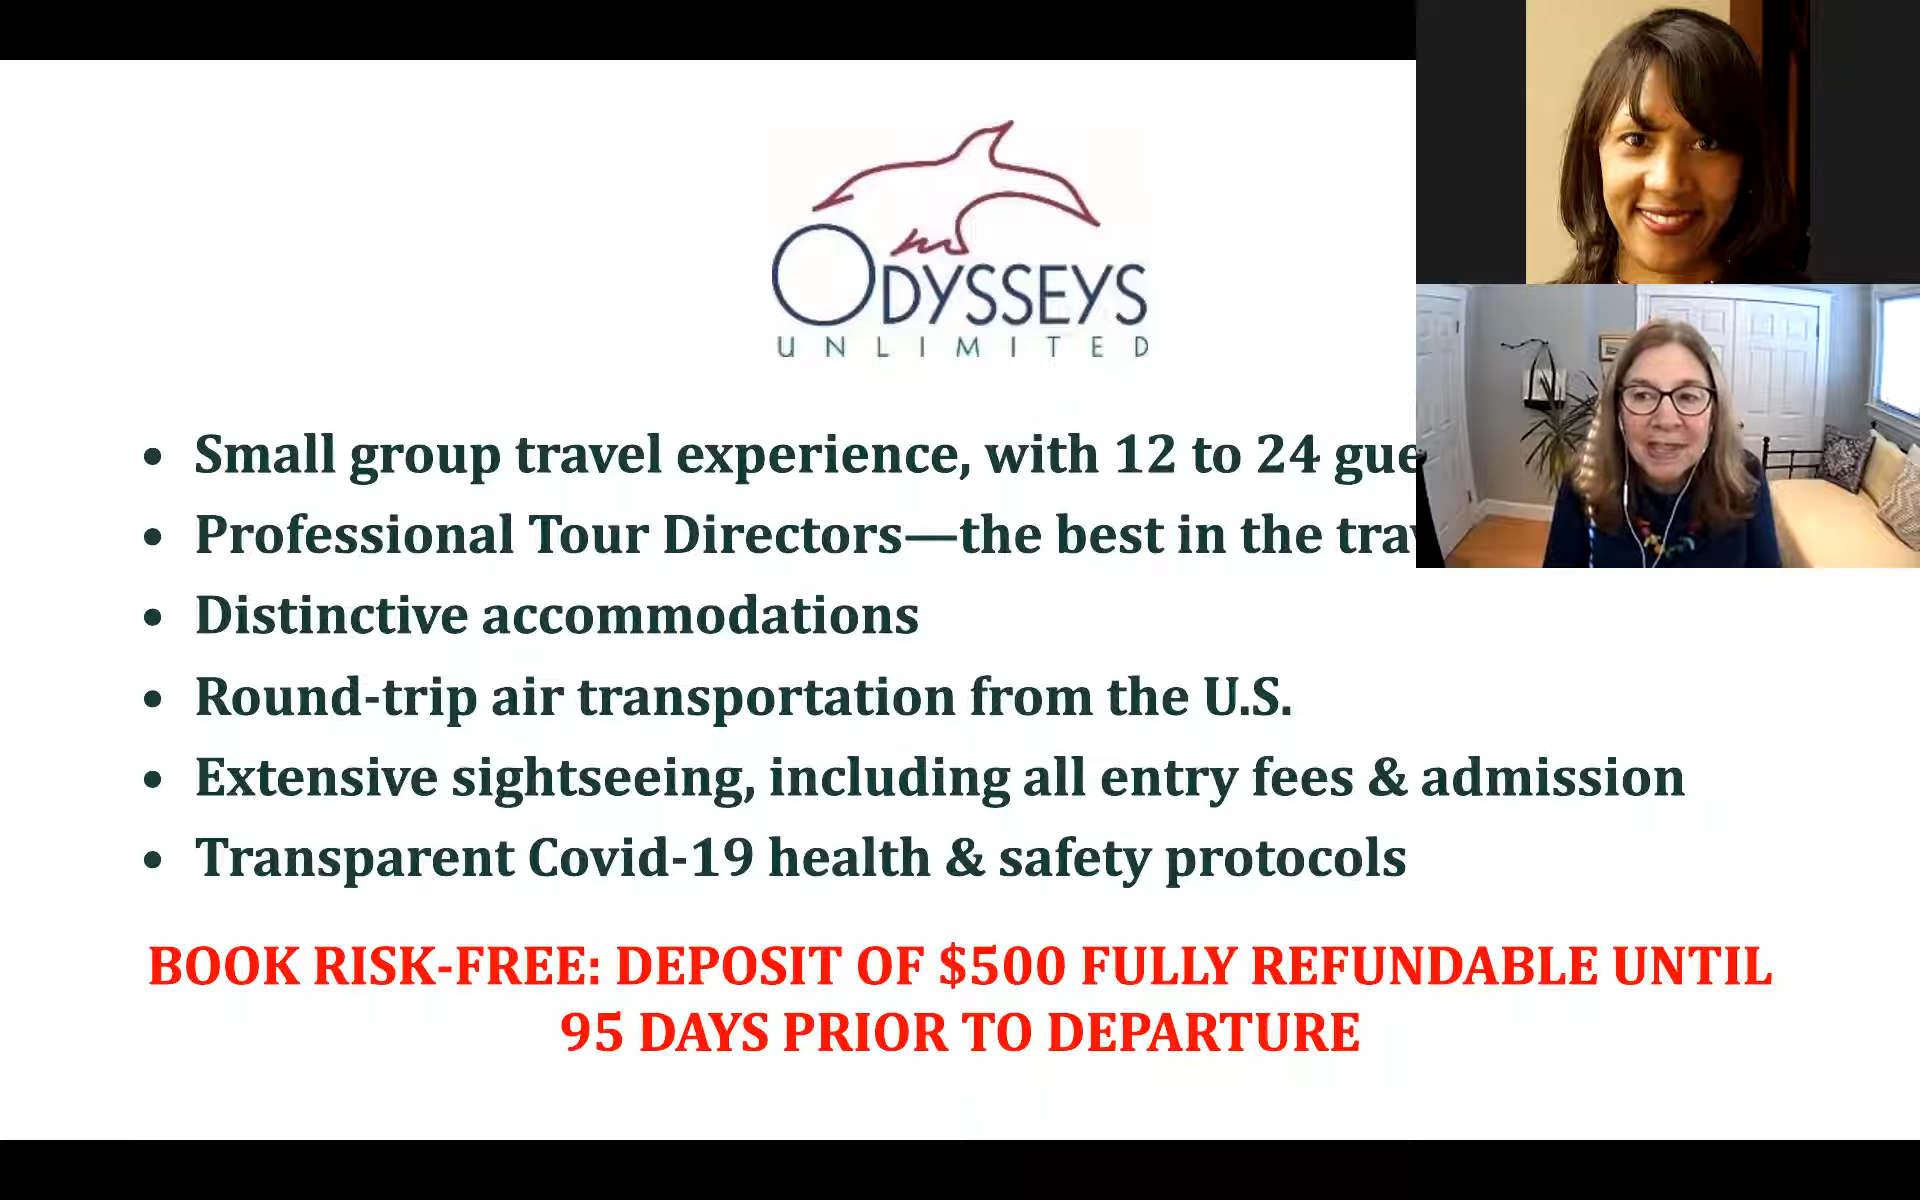 ODYSSEYS
UNLIMITED
• Small group travel experience, with 12 to 24
• Professional Tour Directors—the best in the
• Distinctive accommodations
• Round-trip air transportation from the U.S.
• Extensive sightseeing, including all entry fees & admission
• Transparent Covid-19 health & safety protocols
BOOK RISK-FREE: DEPOSIT OF $500 FULLY REFUNDABLE UNTIL
95 DAYS PRIOR TO DEPARTURE